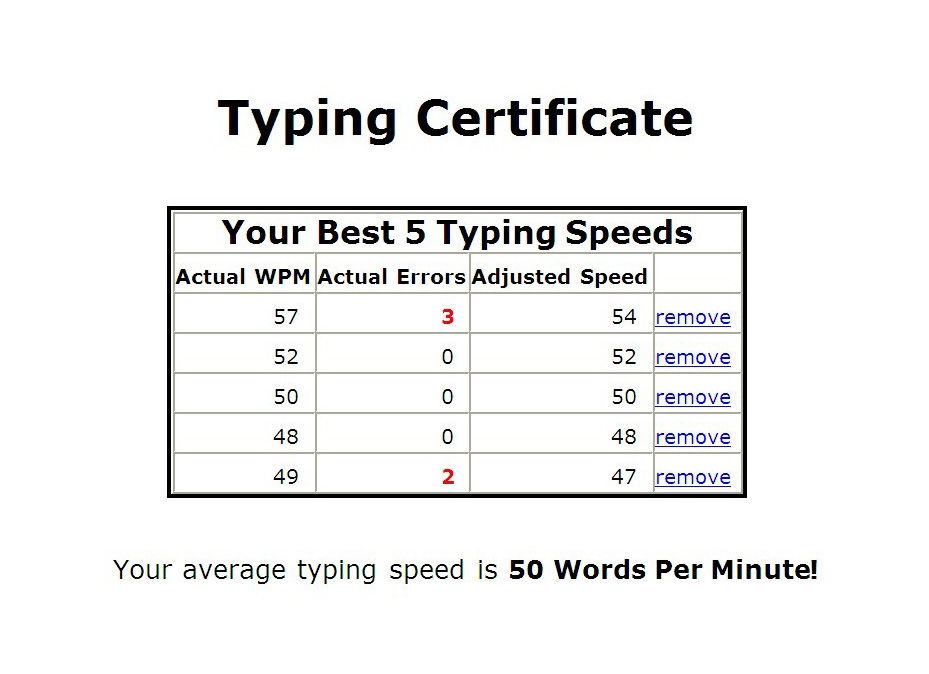 Typing Certificate
Your Best 5 Typing Speeds
Actual WPM Actual Errors Adjusted Speed
57 3 54 remove
52 0 52 remove
50 0 50 remove
48 0 48 remove
49 2 47 remove
Your average typing speed is 50 Words Per Minute!